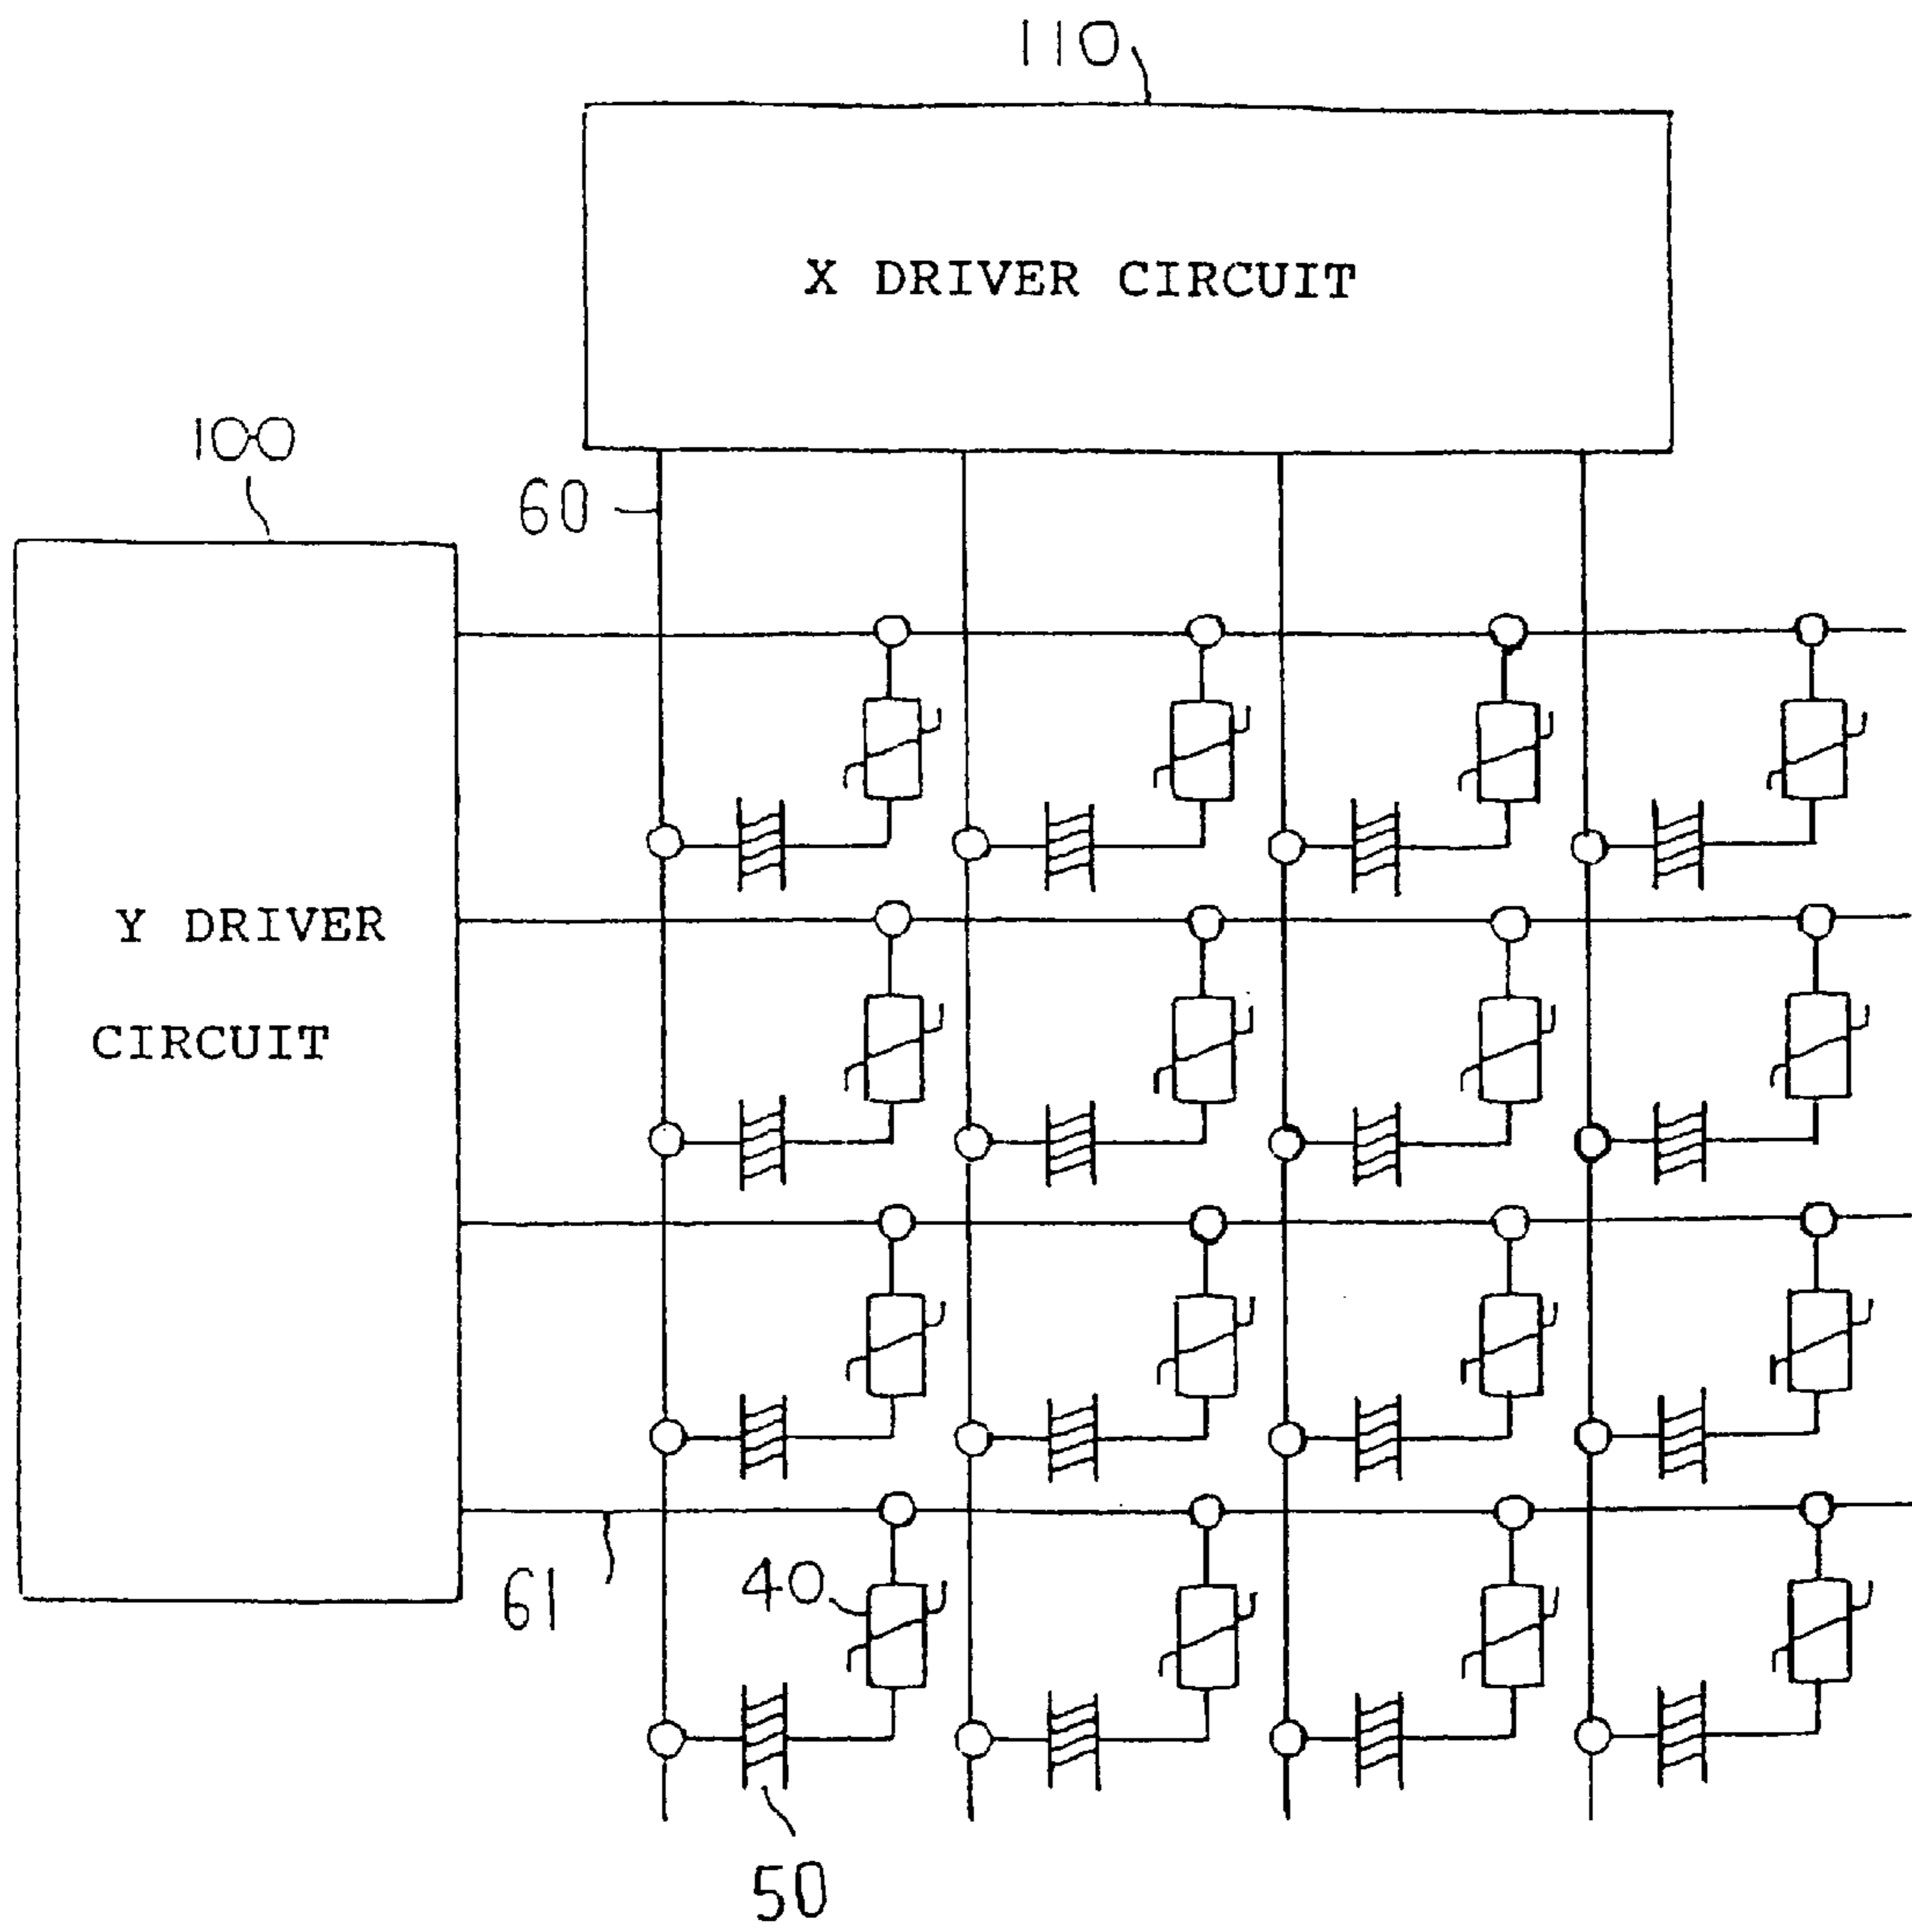 110
X DRIVER CIRCUIT
100
60
Y DRIVER
CIRCUIT
61
40
50